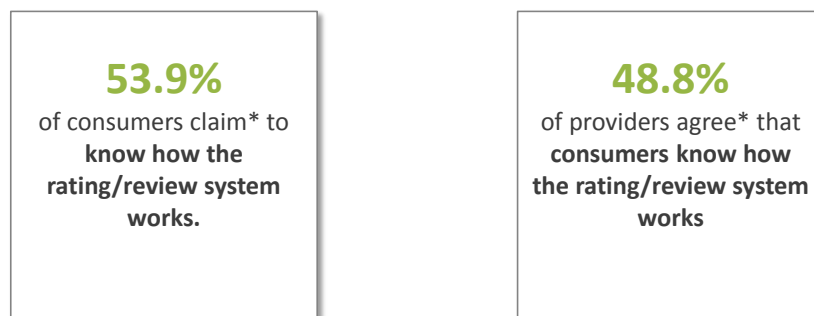 53.9%
of consumers claim* to
know how the
rating/review system
works.
48.8%
of providers agree* that
consumers know how
the rating/review system
works